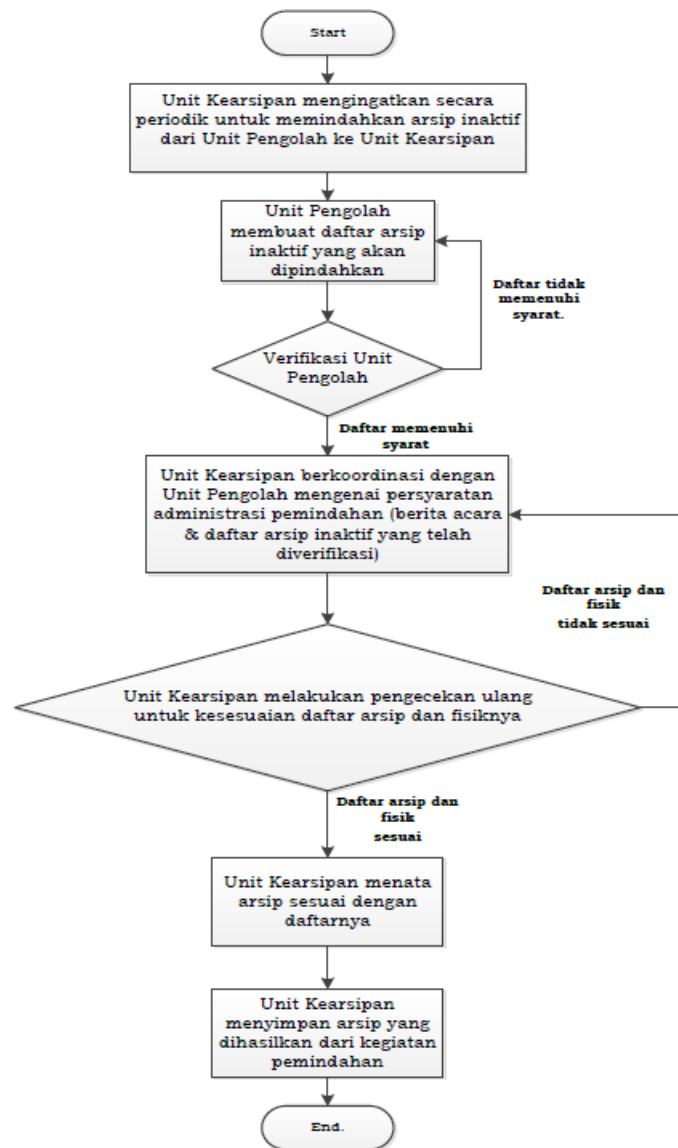 Start
Unit Kearsipan mengingatkan secara
periodik untuk memindahkan arsip inaktif
dari Unit Pengolah ke Unit Kearsipan
Unit Pengolah
membuat daftar arsip
inaktif yang akan
dipindahkan
Daftar tidak
memenuhi
syarat.
Verifikasi Unit
Pengolah
Daftar memenuhi
syarat
Unit Kearsipan berkoordinasi dengan
Unit Pengolah mengenai persyaratan
administrasi pemindahan (berita acara
& daftar arsip inaktif yang telah
diverifikasi)
Daftar arsip dan
fisik
tidak sesuai
Unit Kearsipan melakukan pengecekan ulang
untuk kesesuaian daftar arsip dan fisiknya
Daftar arsip dan
fisik
sesuai
Unit Kearsipan menata
arsip sesuai dengan
daftarnya
Unit Kearsipan
menyimpan arsip yang
dihasilkan dari kegiatan
pemindahan
End.